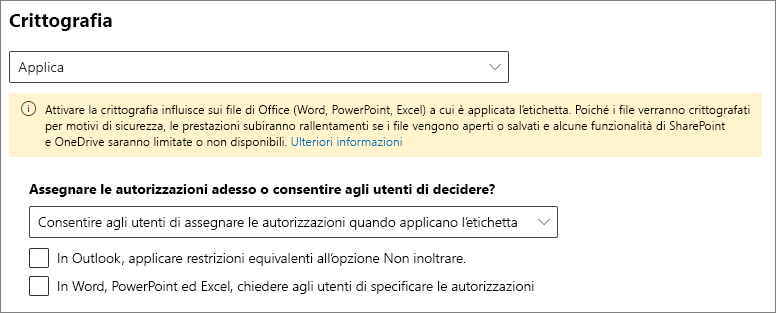 Crittografia
Applica
Attivare la crittografia influisce sui file di Office (Word, PowerPoint, Excel) a cui è applicata l'etichetta. Poiché i file verranno crittografati
per motivi di sicurezza, le prestazioni subiranno rallentamenti se i file vengono aperti o salvati e alcune funzionalità di SharePoint
e OneDrive saranno limitate o non disponibili. Ulteriori informazioni
Assegnare le autorizzazioni adesso o consentire agli utenti di decidere?
Consentire agli utenti di assegnare le autorizzazioni quando applicano l'etichetta
In Outlook, applicare restrizioni equivalenti all'opzione Non inoltrare.
In Word, PowerPoint ed Excel, chiedere agli utenti di specificare le autorizzazioni